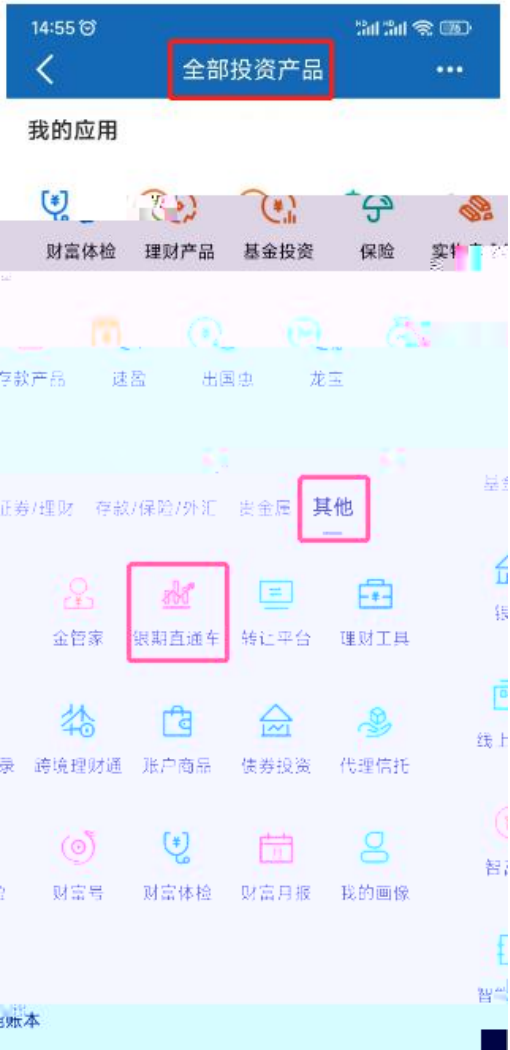 14:55
76
全部投资产品
我的应用
财富体检 理财产品 基金投资 保险
存款产品 速盈 出国 龙宝
证券/理财 存款/保险/外汇 贵金属 其他
金管家 银期直通车 转让平台 理财工具
录 跨境理财通 账户商品 债券投资 代理信托 线上
财富号 财富体检 财富月报 我的画像
账本